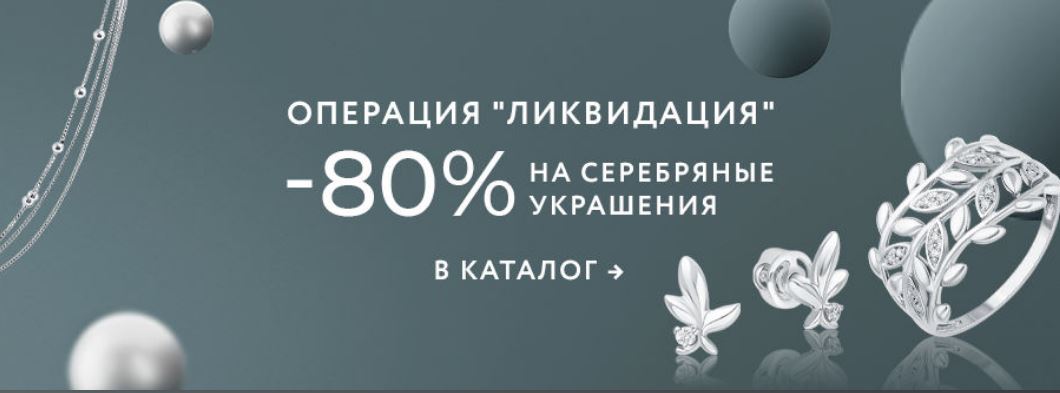 ОПЕРАЦИЯ "ЛИКВИДАЦИЯ"
-80% НА СЕРЕБРЯНЫЕ
УКРАШЕНИЯ
В КАТАЛОГ →